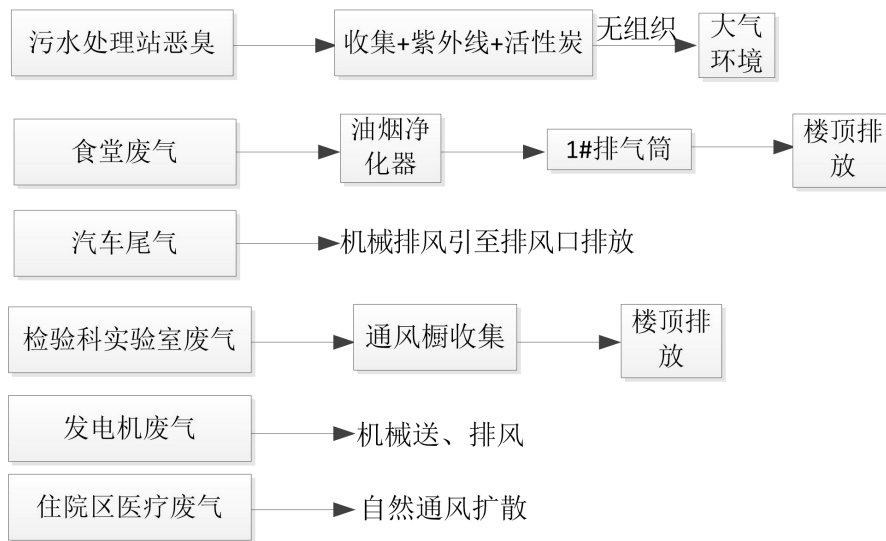 污水处理站恶臭
收集+紫外线+活性炭
无组织
大气
环境
食堂废气
油烟净
化器
1#排气筒
楼顶排
放
汽车尾气
机械排风引至排风口排放
检验科实验室废气
通风橱收集
楼顶排
放
发电机废气
机械送、排风
住院区医疗废气
自然通风扩散